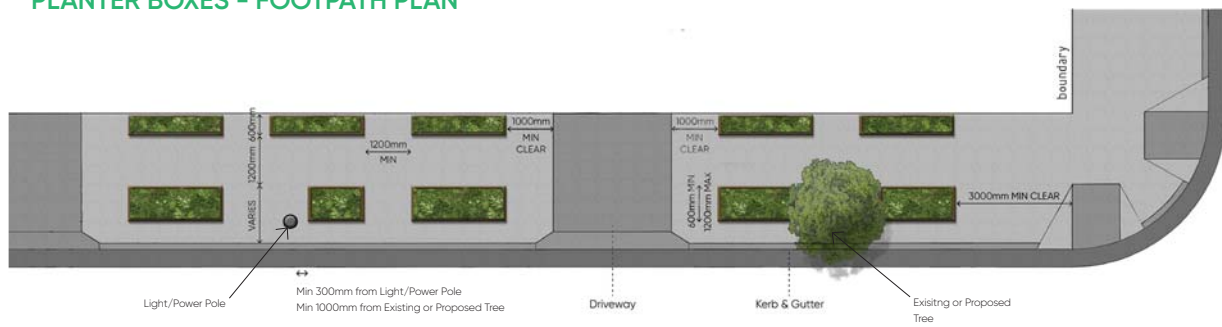 PLANTER BOXES - FOOTPATH PLAN
boundary
600mm
1200mm
VARIES
1200mm
MIN
1000mm
MIN
CLEAR
1000mm
MIN
CLEAR
600mm MIN
1200mm MAX
3000mm MIN CLEAR
Light/Power Pole
Min 300mm from Light/Power Pole
Min 1000mm from Existing or Proposed Tree
Driveway
Kerb & Gutter
Exisitng or Proposed
Tree